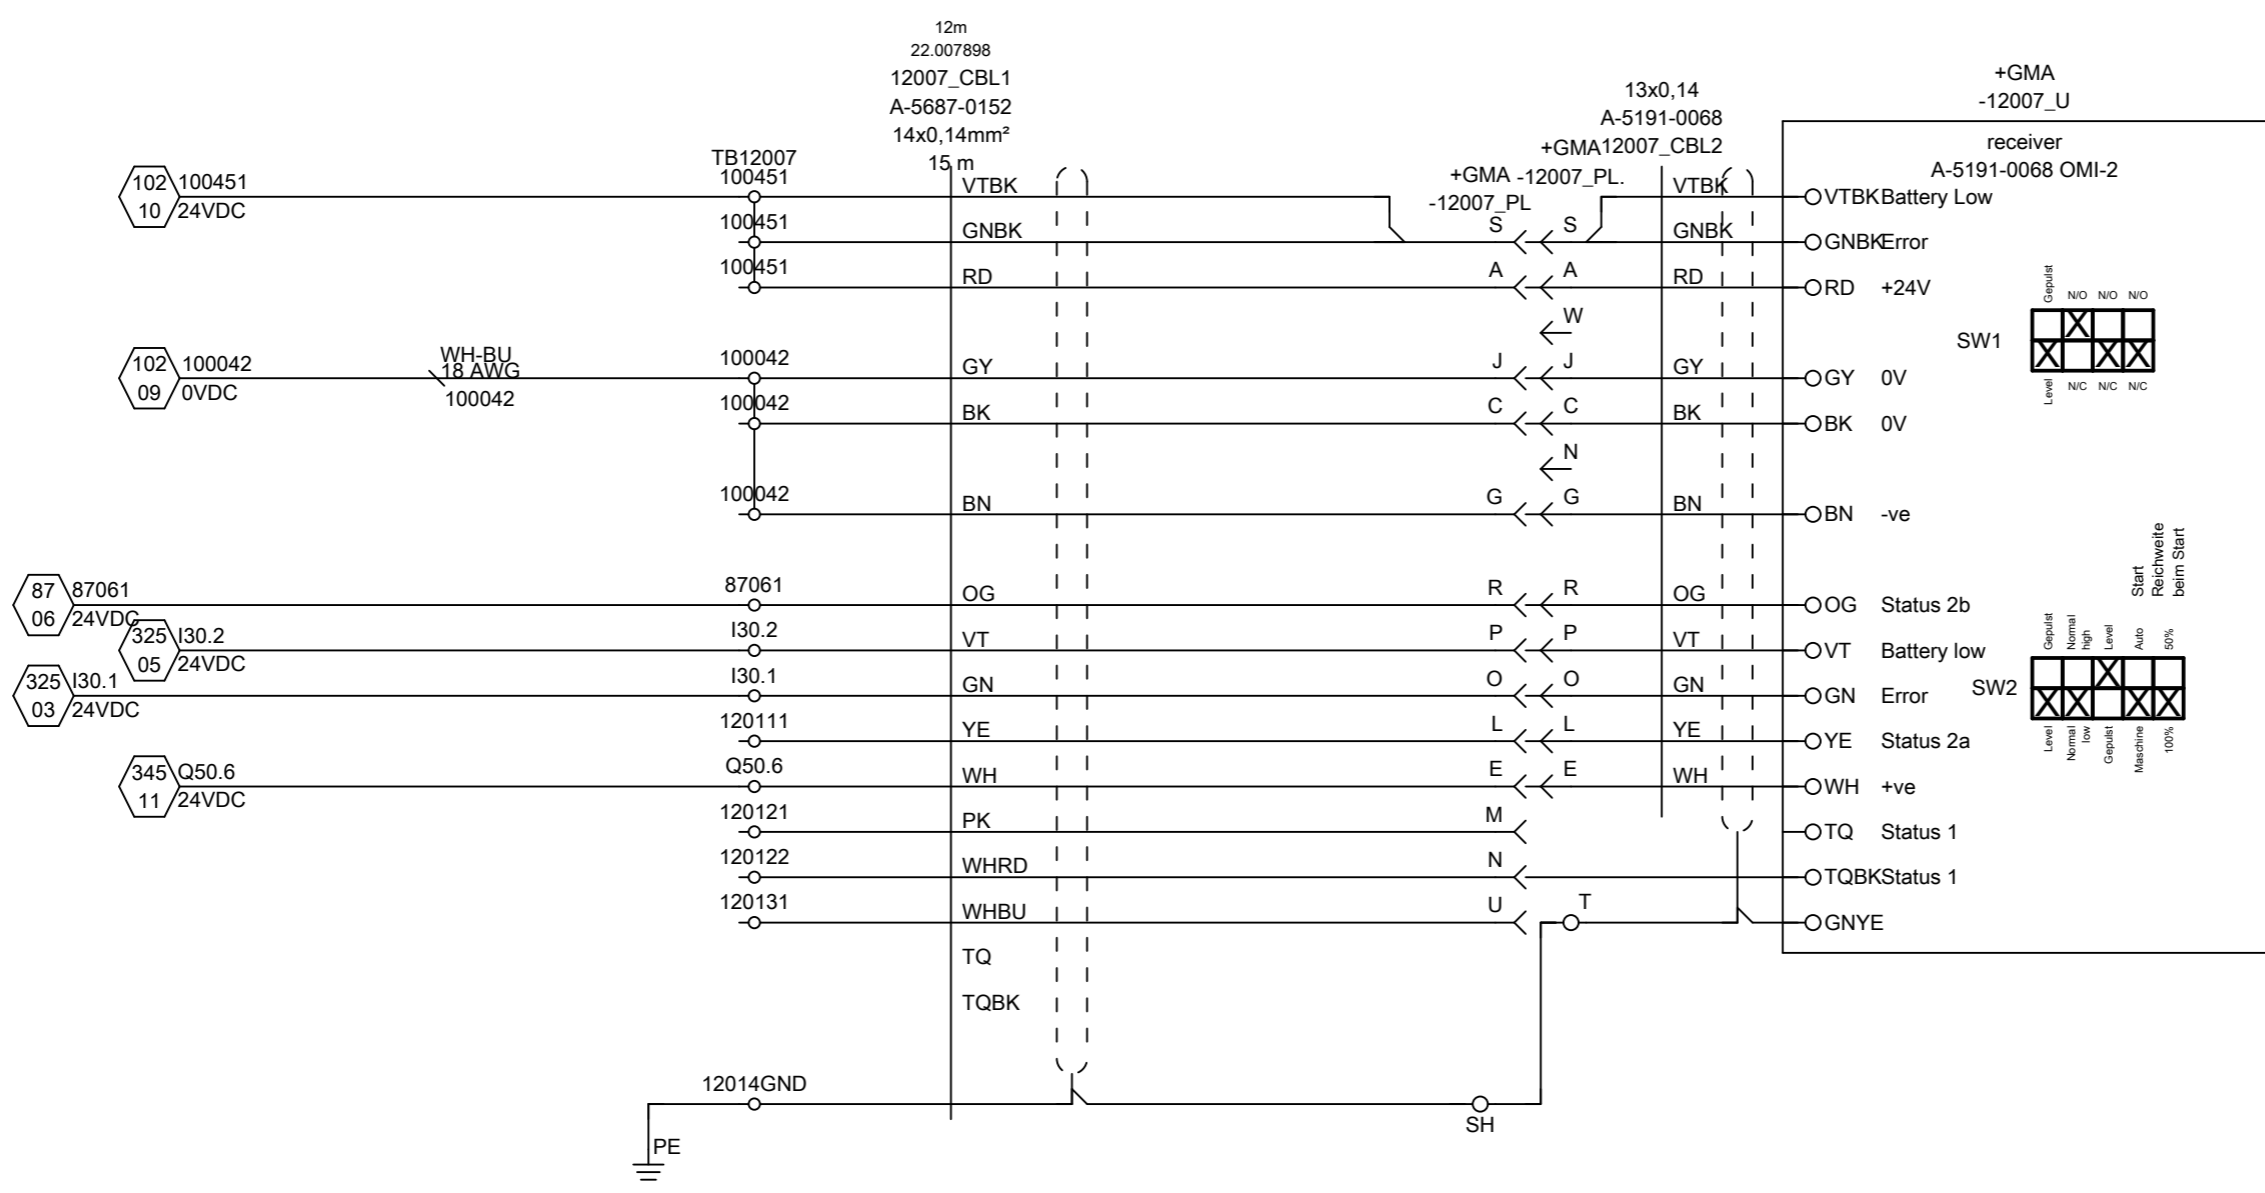 12m
22.007898
12007_CBL1
A-5687-0152
14x0,14mm²
15 m
13x0,14
A-5191-0068
+GMA12007_CBL2
+GMA -12007_PL.
-12007_PL
+GMA
-12007_U
receiver
A-5191-0068 OMI-2
TB12007
102 100451
10 24VDC
100451 VTBK VTBK VTBK Battery Low
100451 GNBK S S GNBK GNBK Error
100451 RD A A RD RD +24V
W
102 100042
09 0VDC
WH-BU
18 AWG
100042
100042 GY J J GY GY 0V
100042 BK C C BK BK 0V
N
100042 BN G G BN BN -ve
87 87061
06 24VDC
87061 OG R R OG OG Status 2b
325 I30.2
05 24VDC
I30.2 VT P P VT VT Battery low
325 I30.1
03 24VDC
I30.1 GN O O GN GN Error
120111 YE L L YE YE Status 2a
345 Q50.6
11 24VDC
Q50.6 WH E E WH WH +ve
120121 PK M TQ Status 1
120122 WHRD N TQBK Status 1
120131 WHBU U T GNYE
TQ
TQBK
12014GND
SH
PE
SW1
Gepulst N/O N/O N/O
X
X X X
Level N/C N/C N/C
Start
Reichweite
beim Start
SW2
Gepulst
Normal
high
Level
Auto
50%
X
X X X X
Level
Normal
low
Gepulst
Maschine
100%